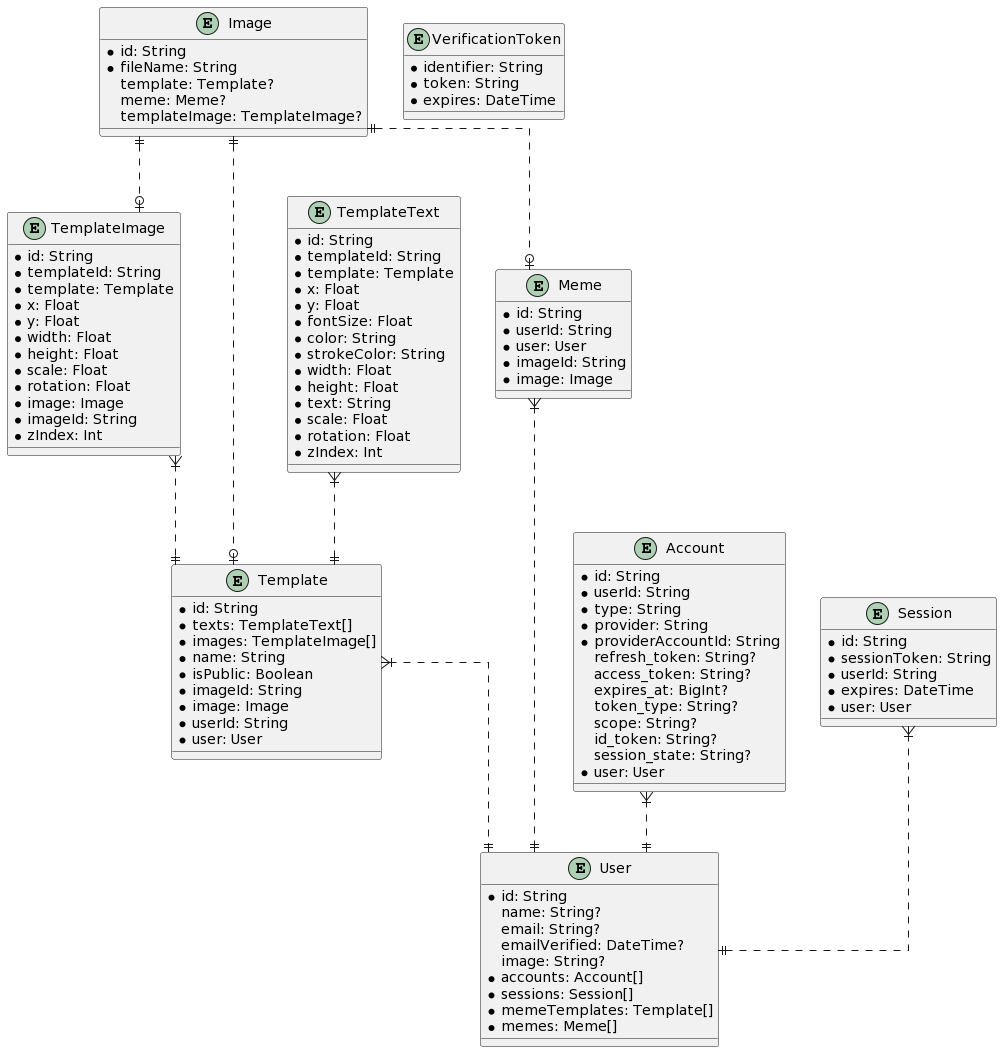 E Image
id: String
fileName: String
template: Template?
meme: Meme?
templateImage: TemplateImage?
E VerificationToken
identifier: String
token: String
expires: DateTime
E TemplateImage
id: String
templateId: String
template: Template
x: Float
y: Float
width: Float
height: Float
scale: Float
rotation: Float
image: Image
imageId: String
zIndex: Int
E TemplateText
id: String
templateId: String
template: Template
x: Float
y: Float
fontSize: Float
color: String
strokeColor: String
width: Float
height: Float
text: String
scale: Float
rotation: Float
zIndex: Int
E Meme
id: String
userId: String
user: User
imageId: String
image: Image
E Template
id: String
texts: TemplateText[]
images: TemplateImage[]
name: String
isPublic: Boolean
imageId: String
image: Image
userId: String
user: User
E Account
id: String
userId: String
type: String
provider: String
providerAccountId: String
refresh_token: String?
access_token: String?
expires_at: BigInt?
token_type: String?
scope: String?
id_token: String?
session_state: String?
user: User
E Session
id: String
sessionToken: String
userId: String
expires: DateTime
user: User
E User
id: String
name: String?
email: String?
emailVerified: DateTime?
image: String?
accounts: Account[]
sessions: Session[]
memeTemplates: Template[]
memes: Meme[]